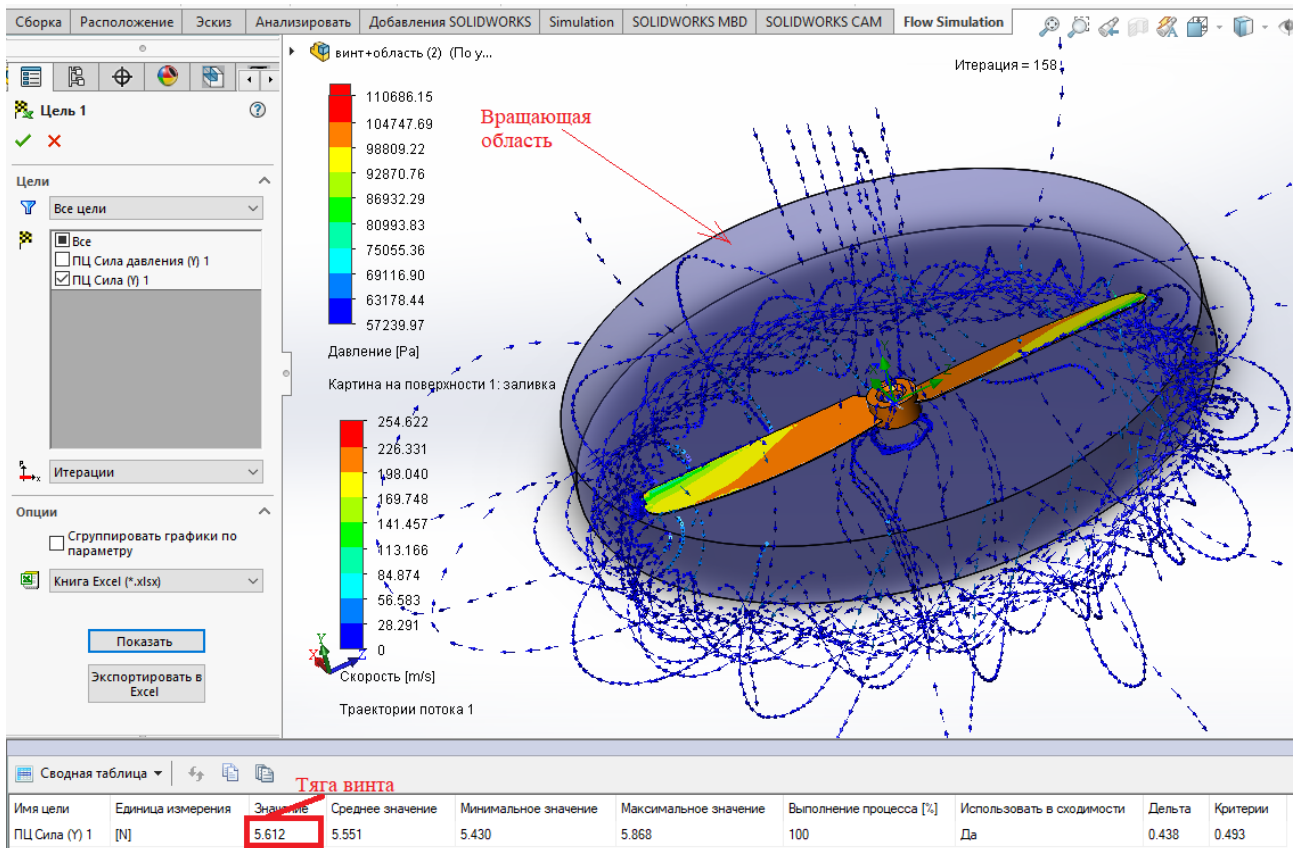 Сборка Расположение Эскиз Анализировать Добавления SOLIDWORKS Simulation SOLIDWORKS MBD SOLIDWORKS CAM Flow Simulation
винт+область (2) (По у...
Итерация = 158
Цель 1
Цели
Все цели
Все
ПЦ Сила давления (Y) 1
ПЦ Сила (Y) 1
Итерации
Опции
Сгруппировать графики по
параметру
Книга Excel (*.xlsx)
Показать
Экспортировать в
Excel
110686.15
104747.69
98809.22
92870.76
86932.29
80993.83
75055.36
69116.90
63178.44
57239.97
Давление [Pa]
Картина на поверхности 1: заливка
254.622
226.331
198.040
169.748
141.457
113.166
84.874
56.583
28.291
0
Скорость [m/s]
Траектории потока 1
Вращающая
область
Y
X
Z
Сводная таблица
Тяга винта
Имя цели Единица измерения Значение Среднее значение Минимальное значение Максимальное значение Выполнение процесса [%] Использовать в сходимости Дельта Критерии
ПЦ Сила (Y) 1 [N] 5.612 5.551 5.430 5.868 100 Да 0.438 0.493